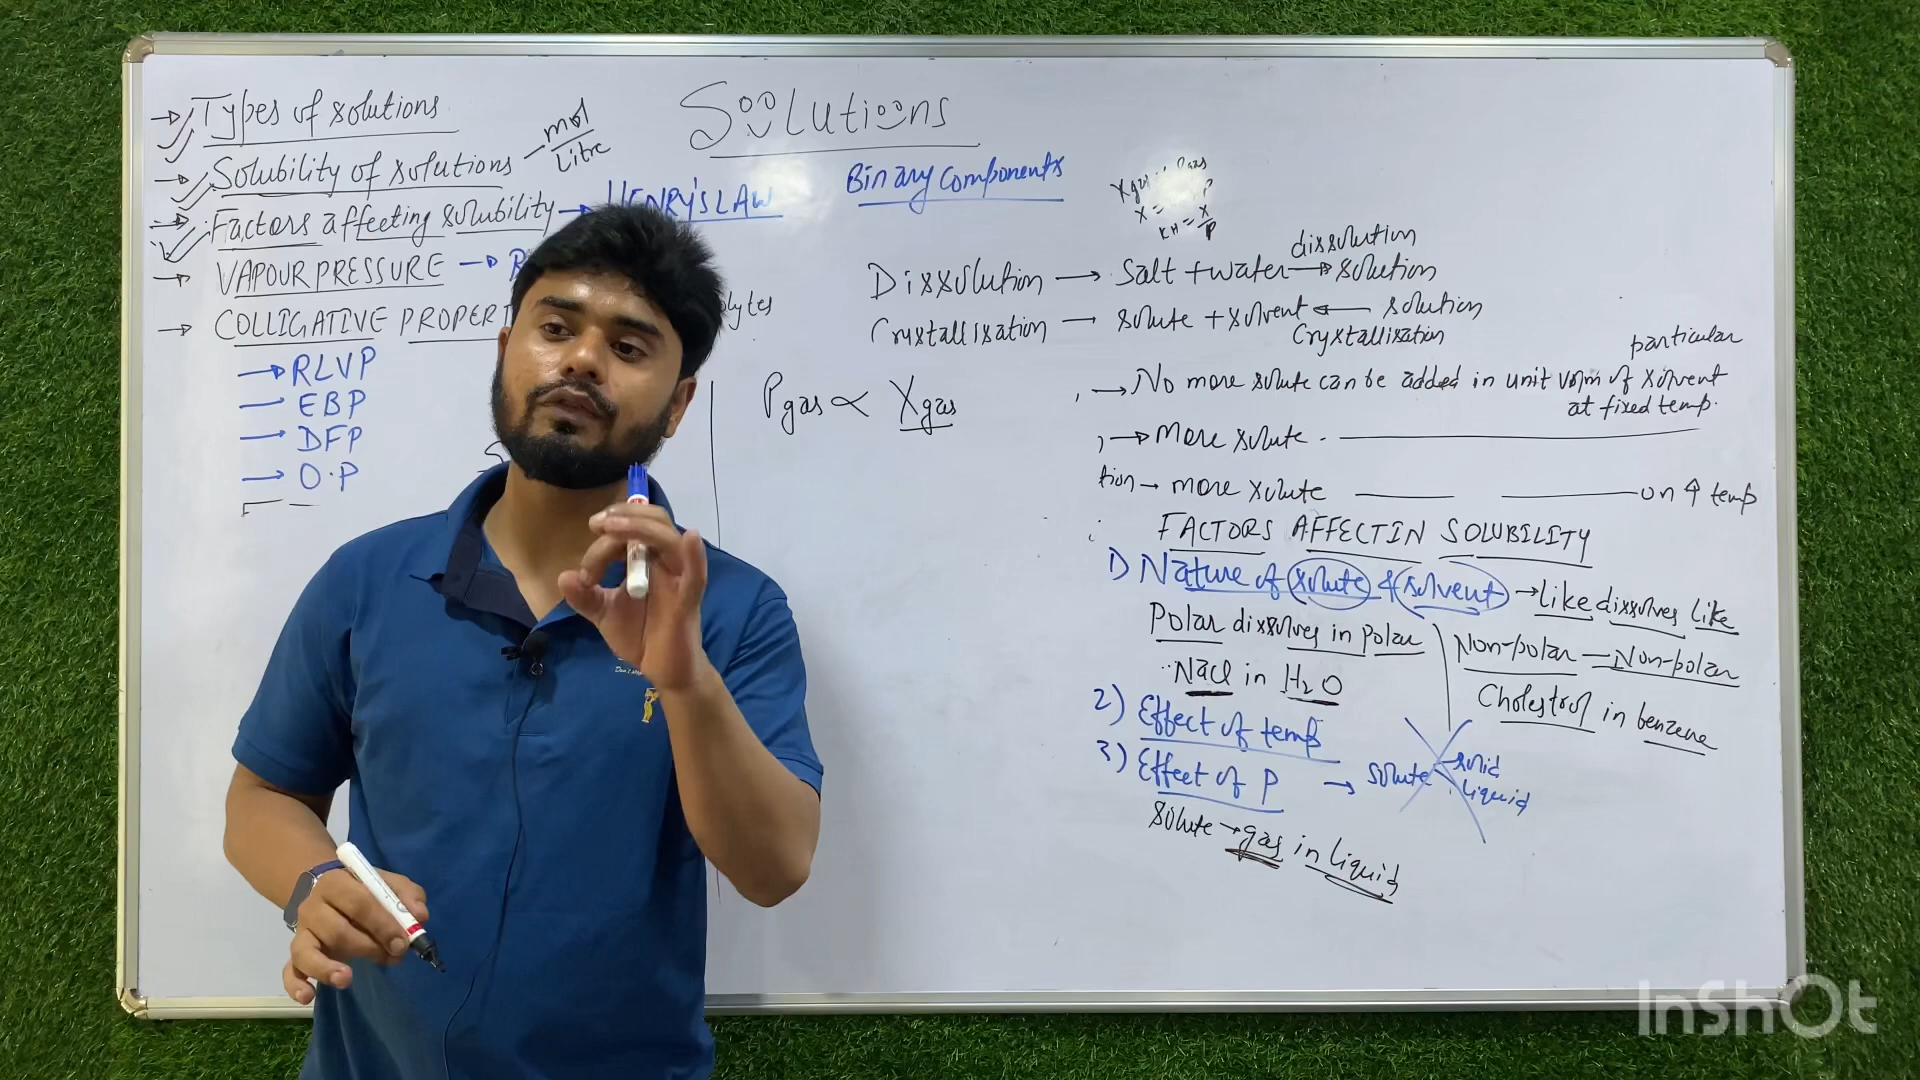 Solutions
→ Types of solutions
→ Solubility of solutions – mol/Litre
→ Factors affecting solubility → HENRY'S LAW
→ VAPOUR PRESSURE →
→ COLLIGATIVE
→ RLVP
→ EBP
→ DFP
→ O.P
Binary components
Xgas
X =
KH = X/P
dissolution
Dissolution → Salt + water → solution
Crystallisation → solute + solvent ← solution
Crystallisation
particular
→ No more solute can be added in unit volm of solvent
at fixed temp.
→ more solute
tion → more solute on ↑ temp
Pgas ∝ Xgas
FACTORS AFFECTIN SOLUBILITY
1) Nature of solute & solvent → Like dissolves like
Polar dissolves in polar
NaCl in H2O
Non-polar – Non-polar
Cholestrol in benzene
2) Effect of temp
3) Effect of P → solute solid
liquid
solute → gas in liquid
InShOt